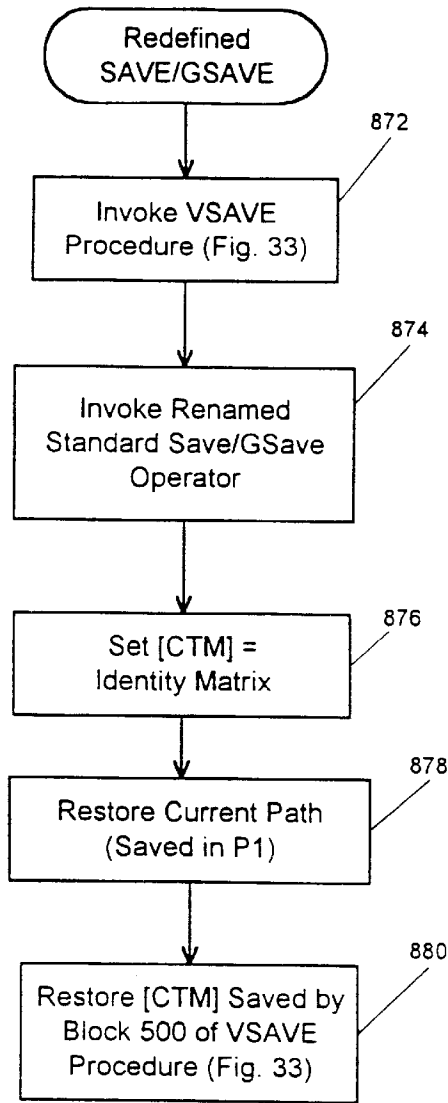 Redefined
SAVE/GSAVE
872
Invoke VSAVE
Procedure (Fig. 33)
874
Invoke Renamed
Standard Save/GSave
Operator
876
Set [CTM] =
Identity Matrix
878
Restore Current Path
(Saved in P1)
880
Restore [CTM] Saved by
Block 500 of VSAVE
Procedure (Fig. 33)